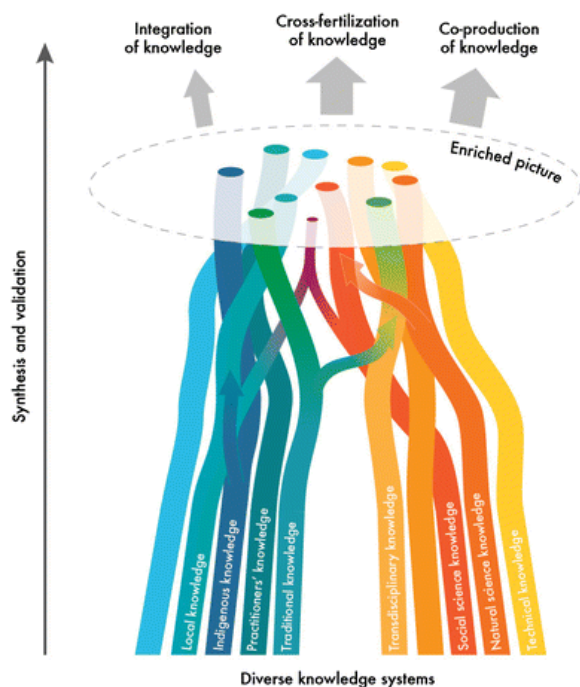 Integration
of knowledge
Cross-fertilization
of knowledge
Co-production
of knowledge
Enriched picture
Synthesis and validation
Local knowledge
Indigenous knowledge
Practitioners' knowledge
Traditional knowledge
Transdisciplinary knowledge
Social science knowledge
Natural science knowledge
Technical knowledge
Diverse knowledge systems